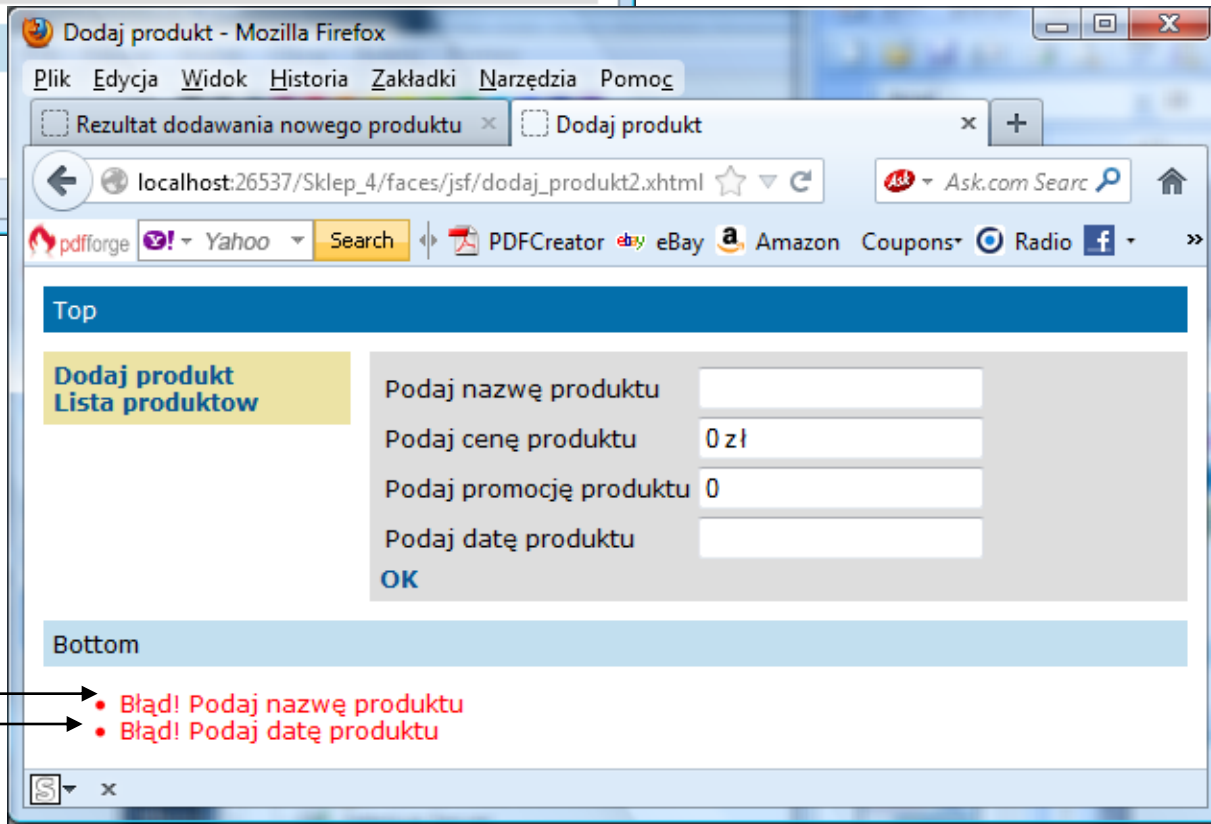 Dodaj produkt - Mozilla Firefox
Plik Edycja Widok Historia Zakładki Narzędzia Pomoc
Rezultat dodawania nowego produktu × Dodaj produkt × +
localhost:26537/Sklep_4/faces/jsf/dodaj_produkt2.xhtml Ask Ask.com Searc
pdfforge Y! Yahoo Search PDFCreator ebay eBay a Amazon Coupons Radio f »
Top
Dodaj produkt
Lista produktow
Podaj nazwę produktu
Podaj cenę produktu 0 zł
Podaj promocję produktu 0
Podaj datę produktu
OK
Bottom
• Błąd! Podaj nazwę produktu
• Błąd! Podaj datę produktu
S x